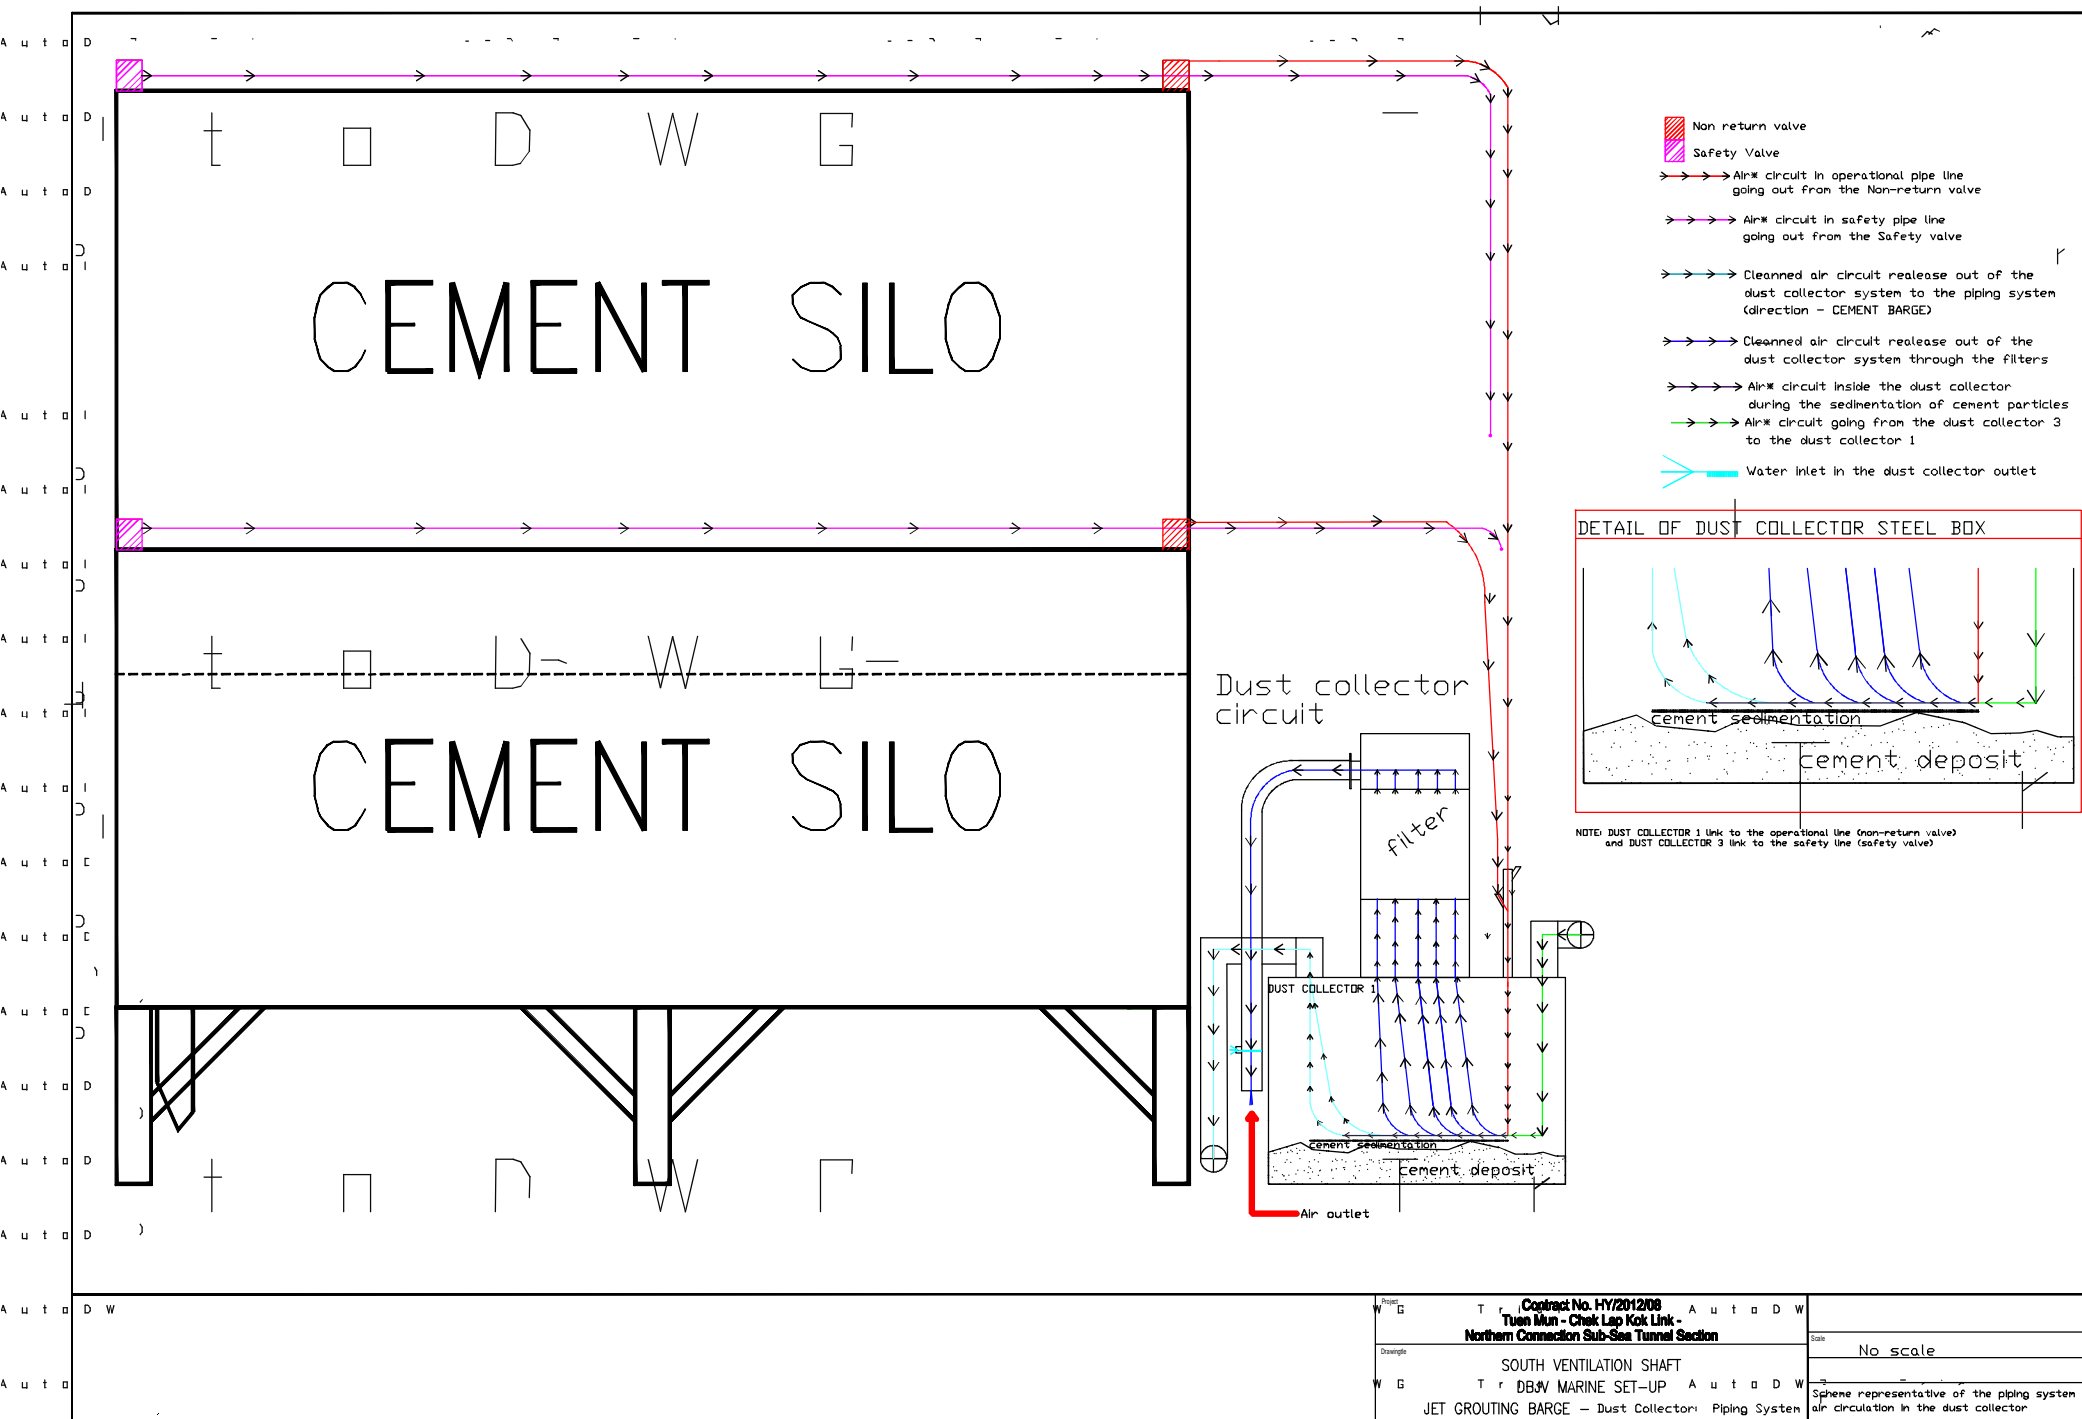 CEMENT SILO
CEMENT SILO
Non return valve
Safety Valve
Air* circuit in operational pipe line
going out from the Non-return valve
Air* circuit in safety pipe line
going out from the Safety valve
Cleanned air circuit realease out of the
dust collector system to the piping system
(direction - CEMENT BARGE)
Cleanned air circuit realease out of the
dust collector system through the filters
Air* circuit inside the dust collector
during the sedimentation of cement particles
Air* circuit going from the dust collector 3
to the dust collector 1
Water inlet in the dust collector outlet
DETAIL OF DUST COLLECTOR STEEL BOX
cement sedimentation
cement deposit
NOTE: DUST COLLECTOR 1 link to the operational line (non-return valve)
and DUST COLLECTOR 3 link to the safety line (safety valve)
Dust collector
circuit
filter
DUST COLLECTOR 1
cement sedimentation
cement deposit
Air outlet
Project
Contract No. HY/2012/08
Tuen Mun - Chek Lap Kok Link -
Northern Connection Sub-Sea Tunnel Section
Drawingtle
SOUTH VENTILATION SHAFT
DBJV MARINE SET-UP
JET GROUTING BARGE - Dust Collector: Piping System
Scale
No scale
Scheme representative of the piping system
air circulation in the dust collector